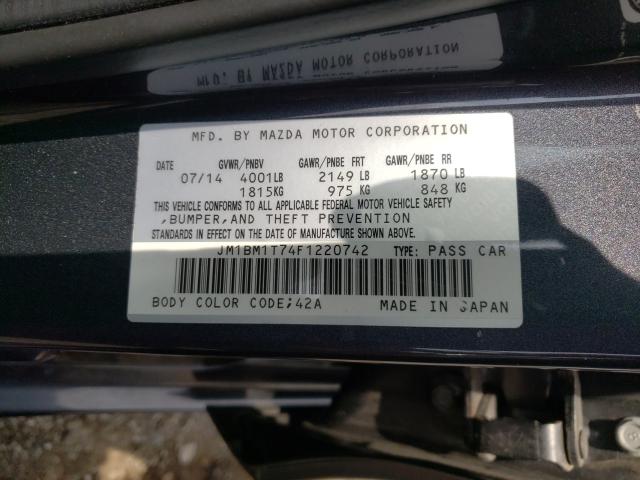 MFD. BY MAZDA MOTOR CORPORATION
GVWR/PNBV GAWR/PNBE FRT GAWR/PNBE RR
07/14 4001LB 2149 LB 1870 LB
1815KG 975 KG 848 KG
THIS VEHICLE CONFORMS TO ALL APPLICABLE FEDERAL MOTOR VEHICLE SAFETY
,BUMPER,AND THEFT PREVENTION
STANDARDS IN EFFECT ON THE DATE OF MANUFACTURE SHOWN ABOVE.
JM1BM1T74F1220742 TYPE: PASS CAR
BODY COLOR CODE;42A MADE IN JAPAN